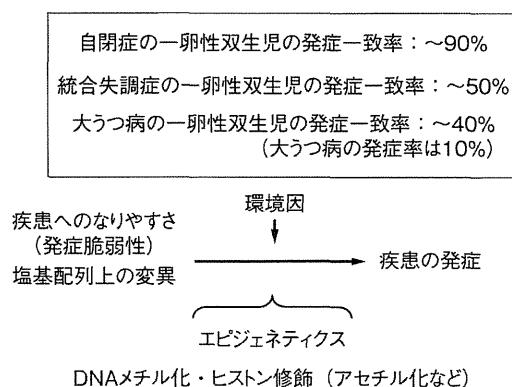 自閉症の一卵性双生児の発症一致率：～90%
統合失調症の一卵性双生児の発症一致率：～50%
大うつ病の一卵性双生児の発症一致率：～40%
（大うつ病の発症率は10%）
環境因
疾患へのなりやすさ
（発症脆弱性）
塩基配列上の変異
疾患の発症
エピジェネティクス
DNAメチル化・ヒストン修飾（アセチル化など）